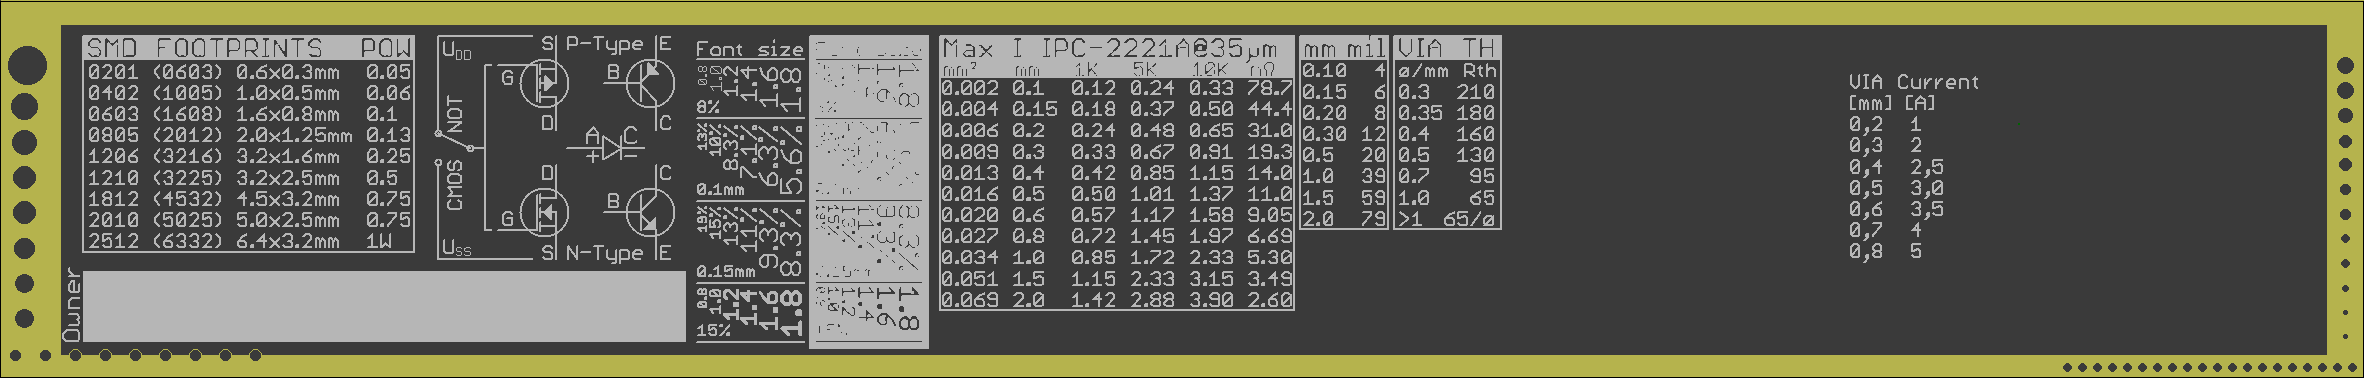 SMD FOOTPRINTS POW
0201 (0603) 0.6x0.3mm 0.05
0402 (1005) 1.0x0.5mm 0.06
0603 (1608) 1.6x0.8mm 0.1
0805 (2012) 2.0x1.25mm 0.13
1206 (3216) 3.2x1.6mm 0.25
1210 (3225) 3.2x2.5mm 0.5
1812 (4532) 4.5x3.2mm 0.75
2010 (5025) 5.0x2.5mm 0.75
2512 (6332) 6.4x3.2mm 1W
Owner
UDD
S P-Type E
G B
D C
NOT
A C
+ −
CMOS
D C
G B
USS
S N-Type E
Font size
0.8
1.0
1.2
1.4
1.6
1.8
8%
13%
10%
8.3%
7.1%
6.3%
5.6%
0.1mm
19%
15%
13%
11%
9.3%
8.3%
0.15mm
0.8
1.0
1.2
1.4
1.6
1.8
15%
Max I IPC-2221A@35µm
mm² mm 1K 5K 10K mΩ
0.002 0.1 0.12 0.24 0.33 78.7
0.004 0.15 0.18 0.37 0.50 44.4
0.006 0.2 0.24 0.48 0.65 31.0
0.009 0.3 0.33 0.67 0.91 19.3
0.013 0.4 0.42 0.85 1.15 14.0
0.016 0.5 0.50 1.01 1.37 11.0
0.020 0.6 0.57 1.17 1.58 9.05
0.027 0.8 0.72 1.45 1.97 6.69
0.034 1.0 0.85 1.72 2.33 5.30
0.051 1.5 1.15 2.33 3.15 3.49
0.069 2.0 1.42 2.88 3.90 2.60
mm mil
0.10 4
0.15 6
0.20 8
0.30 12
0.5 20
1.0 39
1.5 59
2.0 79
VIA TH
ø/mm Rth
0.3 210
0.35 180
0.4 160
0.5 130
0.7 95
1.0 65
>1 65/ø
VIA Current
[mm] [A]
0,2 1
0,3 2
0,4 2,5
0,5 3,0
0,6 3,5
0,7 4
0,8 5